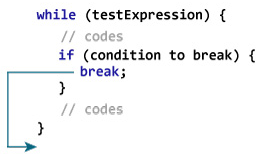 while (testExpression) {
// codes
if (condition to break) {
break;
}
// codes
}